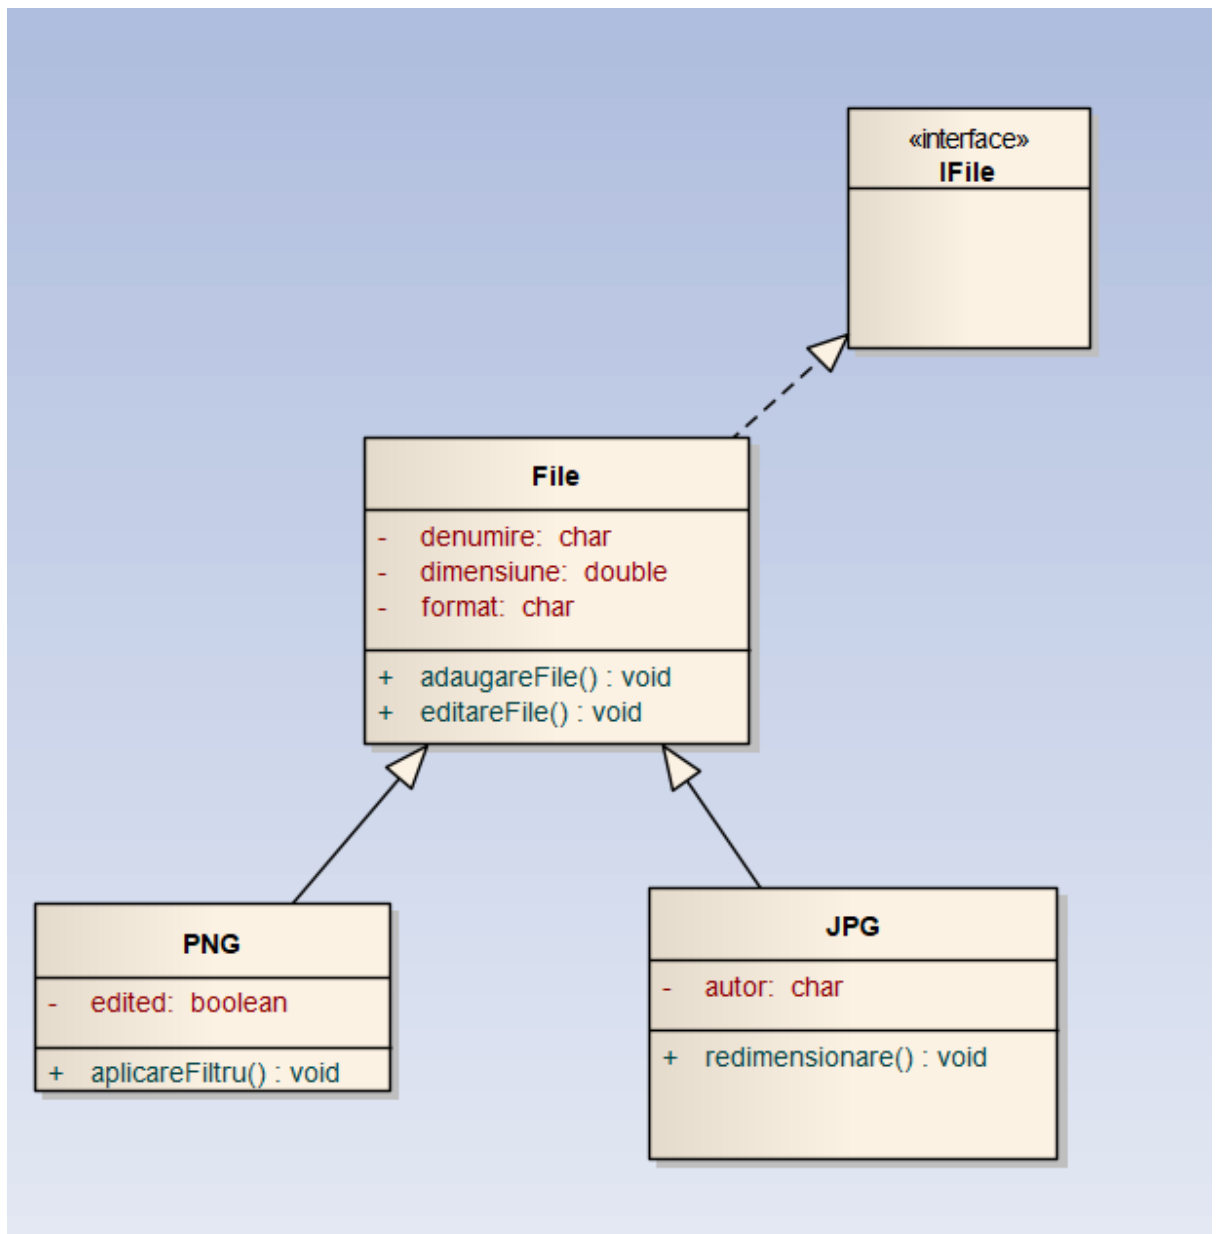 «interface»
IFile
File
- denumire: char
- dimensiune: double
- format: char
+ adaugareFile() : void
+ editareFile() : void
PNG
- edited: boolean
+ aplicareFiltru() : void
JPG
- autor: char
+ redimensionare() : void